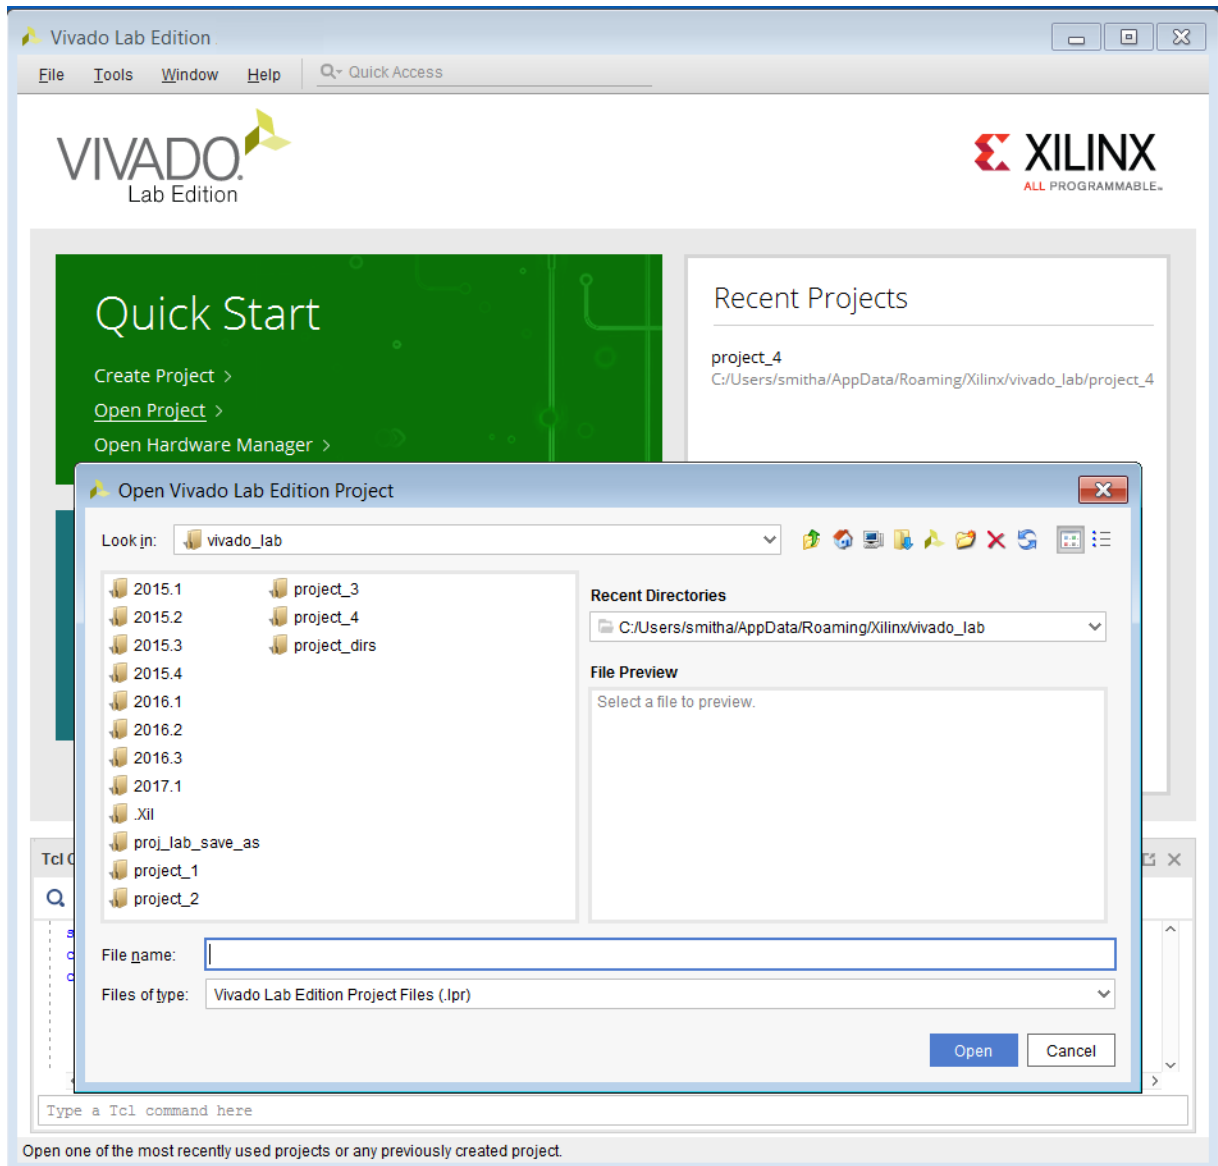 Vivado Lab Edition
File Tools Window Help Quick Access
VIVADO.
Lab Edition
XILINX
ALL PROGRAMMABLE™
Quick Start
Create Project >
Open Project >
Open Hardware Manager >
Recent Projects
project_4
C:/Users/smitha/AppData/Roaming/Xilinx/vivado_lab/project_4
Open Vivado Lab Edition Project
Look in: vivado_lab
2015.1
2015.2
2015.3
2015.4
2016.1
2016.2
2016.3
2017.1
.Xil
proj_lab_save_as
project_1
project_2
project_3
project_4
project_dirs
Recent Directories
C:/Users/smitha/AppData/Roaming/Xilinx/vivado_lab
File Preview
Select a file to preview.
File name:
Files of type: Vivado Lab Edition Project Files (.lpr)
Open Cancel
Tcl
Type a Tcl command here
Open one of the most recently used projects or any previously created project.